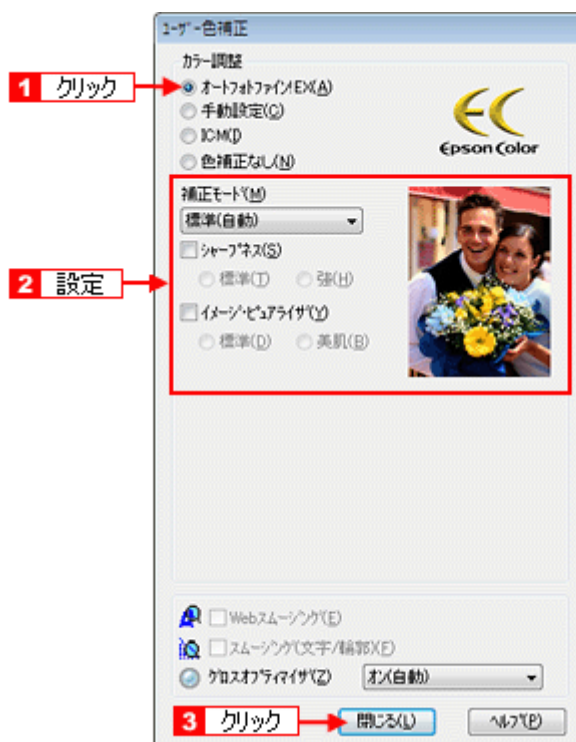 ユーザー色補正
カラー調整
1 クリック
オートフォトファイン!EX(A)
手動設定(C)
ICM(I)
色補正なし(N)
EC
Epson Color
補正モード(M)
標準(自動)
シャープネス(S)
標準(T) 強(H)
2 設定
イメージ・ピュアライザ(Y)
標準(D) 美肌(B)
Webスムージング(E)
スムージング(文字/輪郭)(F)
グロスオプティマイザ(Z) オン(自動)
3 クリック 閉じる(L) ヘルプ(P)